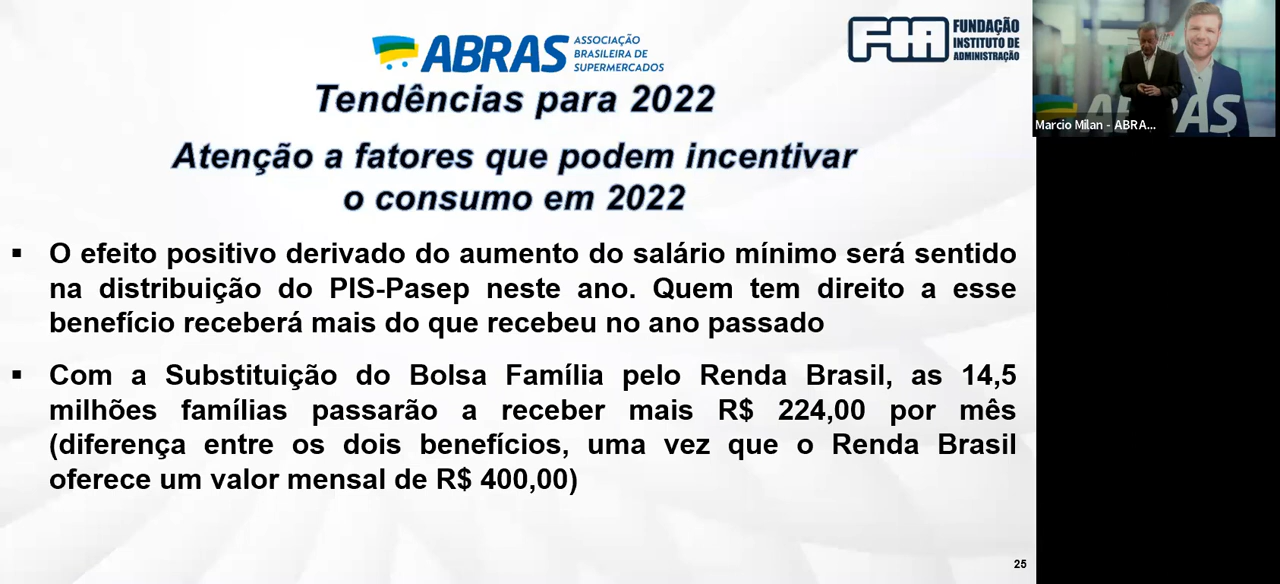 ABRAS
ASSOCIAÇÃO
BRASILEIRA DE
SUPERMERCADOS
FIA
FUNDAÇÃO
INSTITUTO DE
ADMINISTRAÇÃO
Tendências para 2022
Atenção a fatores que podem incentivar
o consumo em 2022
▪ O efeito positivo derivado do aumento do salário mínimo será sentido
na distribuição do PIS-Pasep neste ano. Quem tem direito a esse
benefício receberá mais do que recebeu no ano passado
▪ Com a Substituição do Bolsa Família pelo Renda Brasil, as 14,5
milhões famílias passarão a receber mais R$ 224,00 por mês
(diferença entre os dois benefícios, uma vez que o Renda Brasil
oferece um valor mensal de R$ 400,00)
25
Marcio Milan - ABRA...